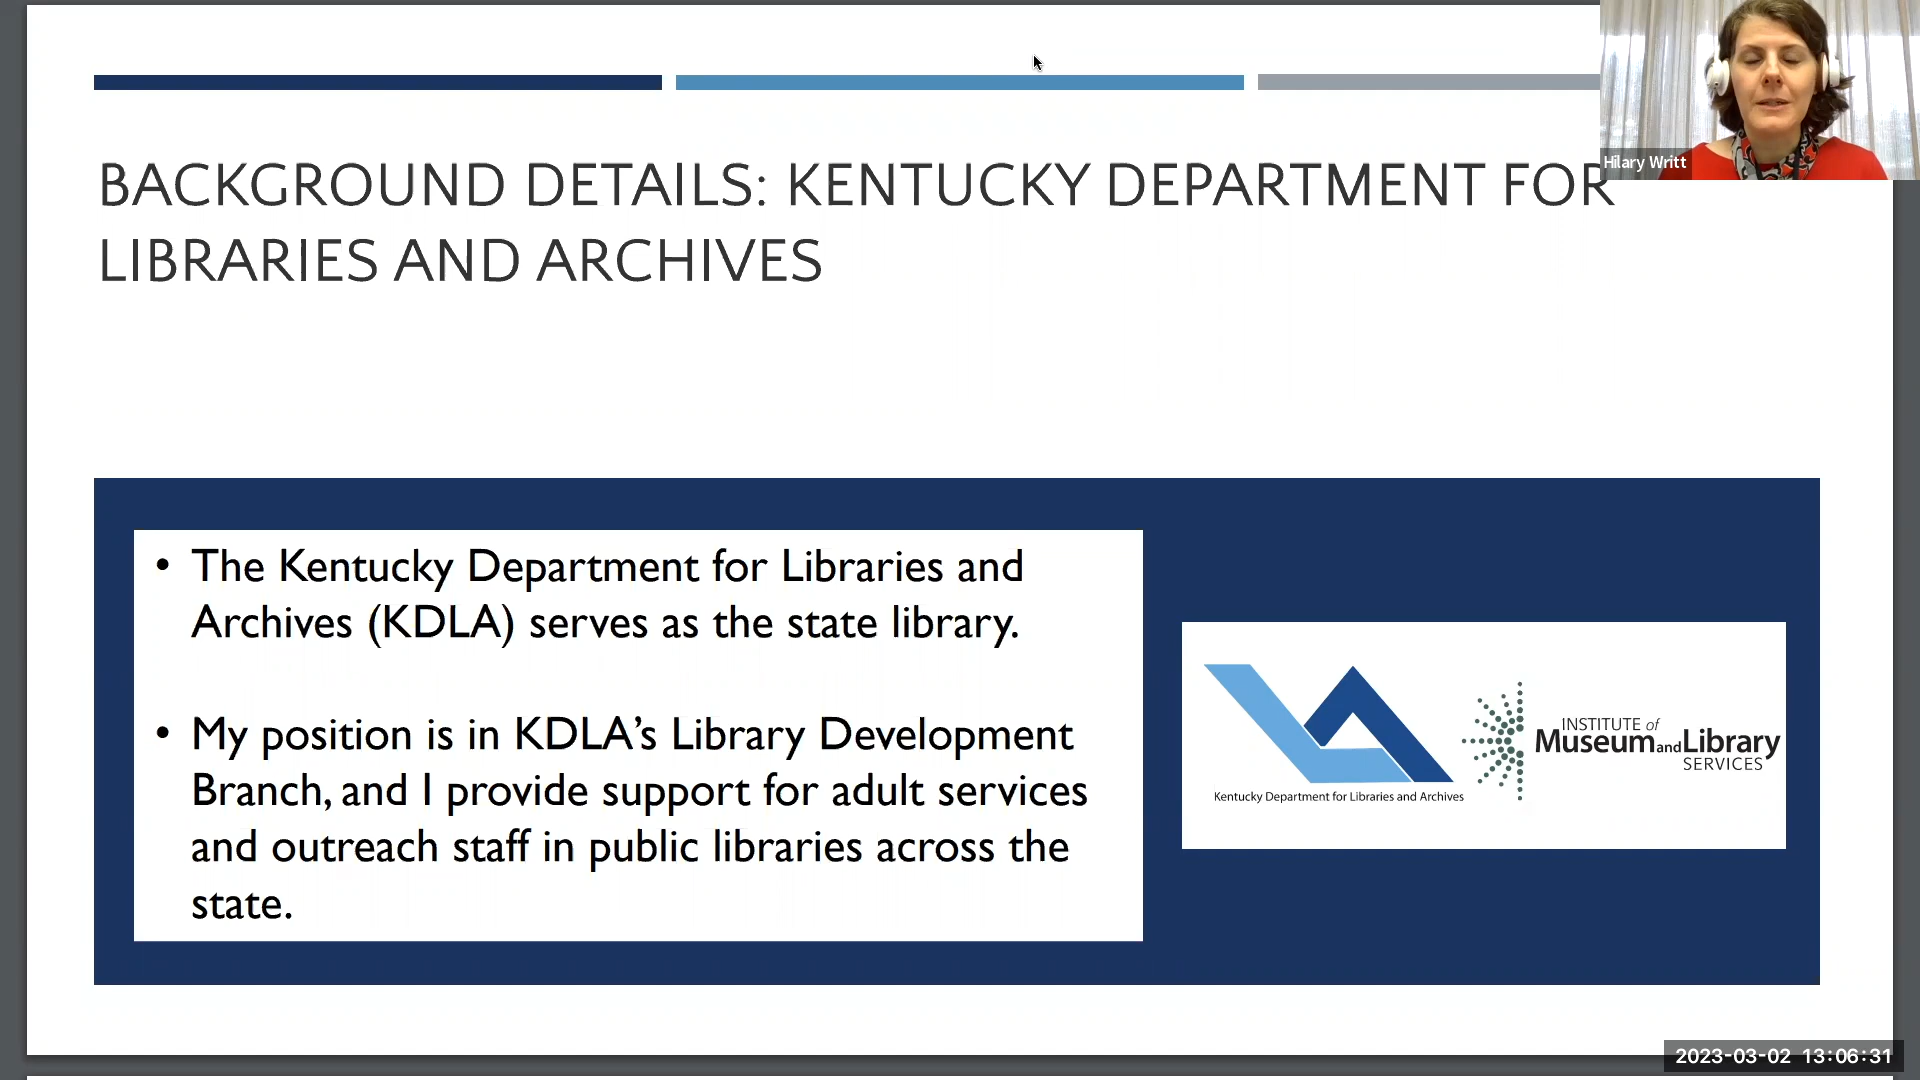 Hilary Writt
BACKGROUND DETAILS: KENTUCKY DEPARTMENT FOR
LIBRARIES AND ARCHIVES
• The Kentucky Department for Libraries and
Archives (KDLA) serves as the state library.
• My position is in KDLA’s Library Development
Branch, and I provide support for adult services
and outreach staff in public libraries across the
state.
Kentucky Department for Libraries and Archives
INSTITUTE of
Museum and Library
SERVICES
2023-03-02 13:06:31